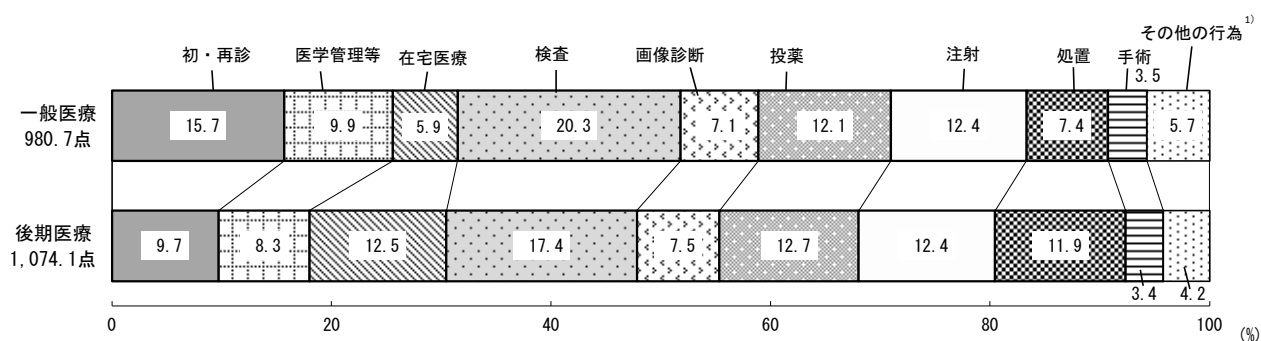 初・再診 医学管理等 在宅医療 検査 画像診断 投薬 注射 処置 手術 その他の行為 1)
一般医療
980.7点
15.7 9.9 5.9 20.3 7.1 12.1 12.4 7.4 3.5 5.7
後期医療
1,074.1点
9.7 8.3 12.5 17.4 7.5 12.7 12.4 11.9 3.4 4.2
0 20 40 60 80 100
(%)